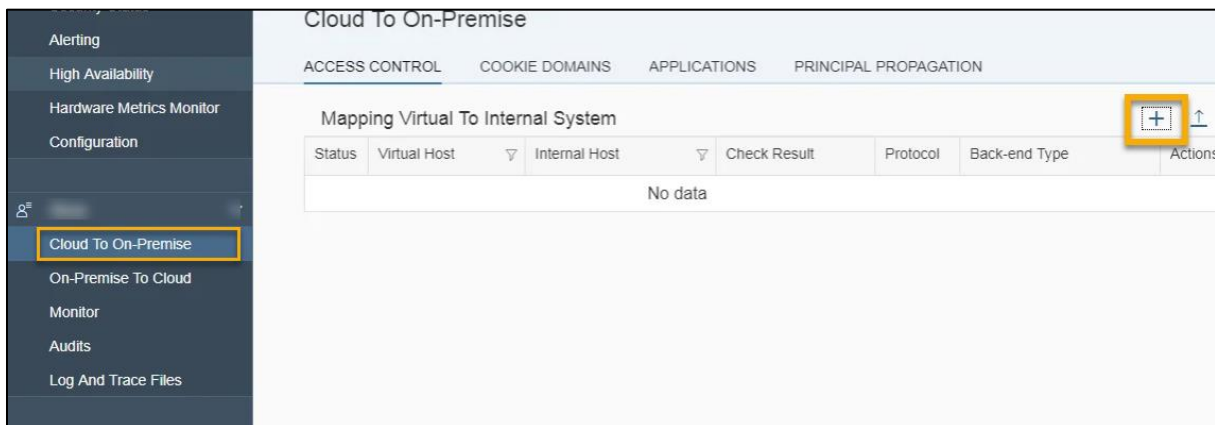 Cloud To On-Premise
Alerting
High Availability
Hardware Metrics Monitor
Configuration
Cloud To On-Premise
On-Premise To Cloud
Monitor
Audits
Log And Trace Files
ACCESS CONTROL COOKIE DOMAINS APPLICATIONS PRINCIPAL PROPAGATION
Mapping Virtual To Internal System
Status Virtual Host Internal Host Check Result Protocol Back-end Type Actions
No data